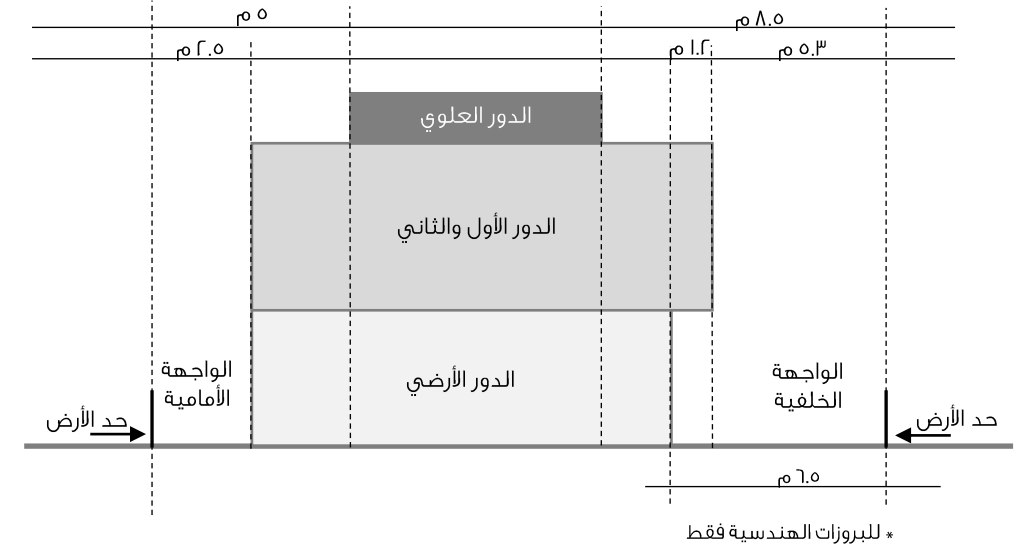 ٥ م
٨.٥ م
٢.٥ م
١.٢ م
٥.٣ م
الدور العلوي
الدور الأول والثاني
الدور الأرضي
الواجهة
الأمامية
الواجهة
الخلفية
حد الأرض
حد الأرض
٦.٥ م
* للبروزات الهندسية فقط